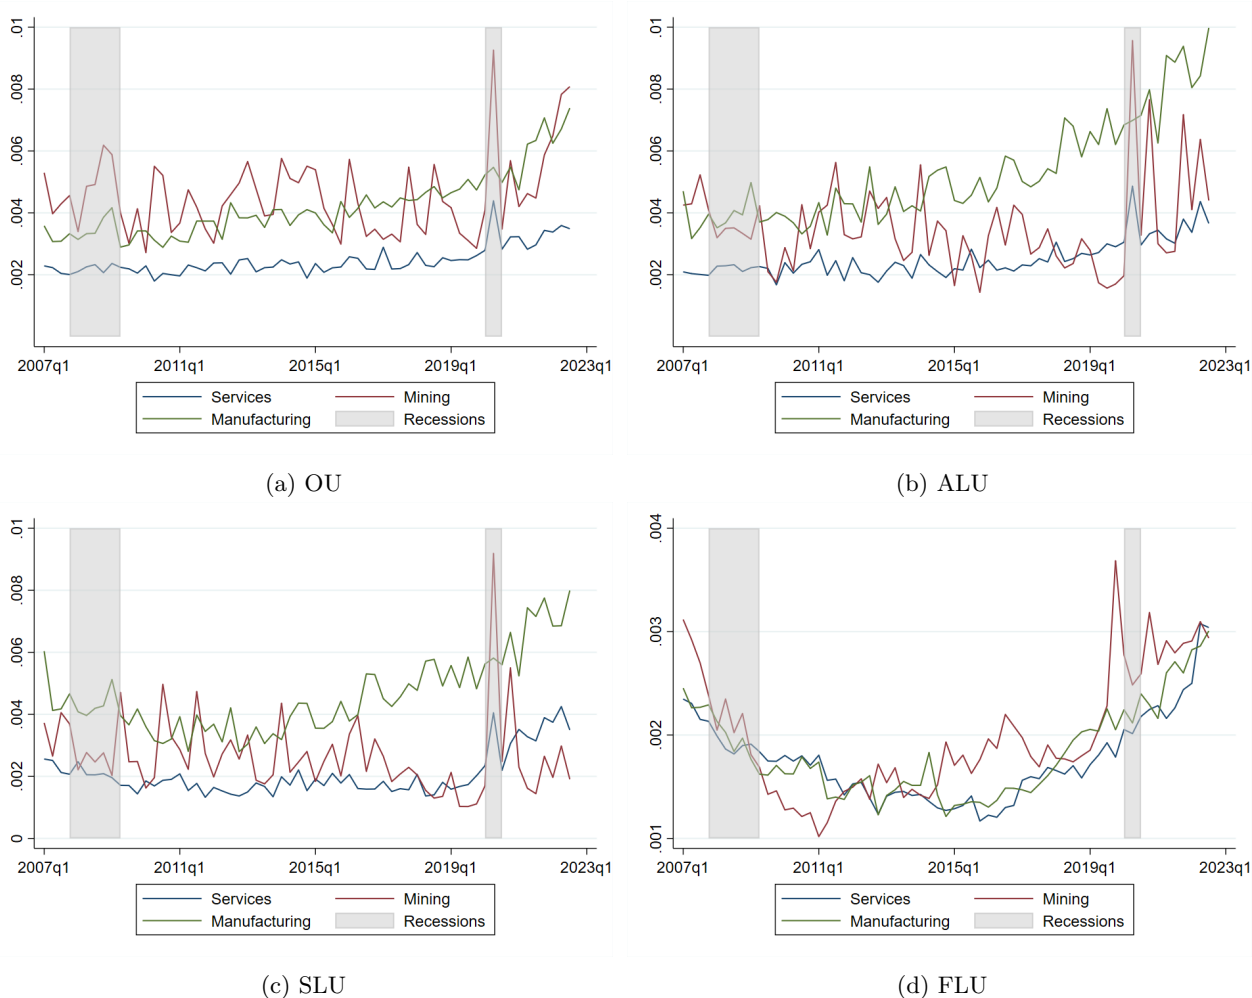 .01
.008
.006
.004
.002
2007q1 2011q1 2015q1 2019q1 2023q1
Services Mining
Manufacturing Recessions
(a) OU
.01
.008
.006
.004
.002
2007q1 2011q1 2015q1 2019q1 2023q1
Services Mining
Manufacturing Recessions
(b) ALU
.01
.008
.006
.004
.002
0
2007q1 2011q1 2015q1 2019q1 2023q1
Services Mining
Manufacturing Recessions
(c) SLU
.004
.003
.002
.001
2007q1 2011q1 2015q1 2019q1 2023q1
Services Mining
Manufacturing Recessions
(d) FLU